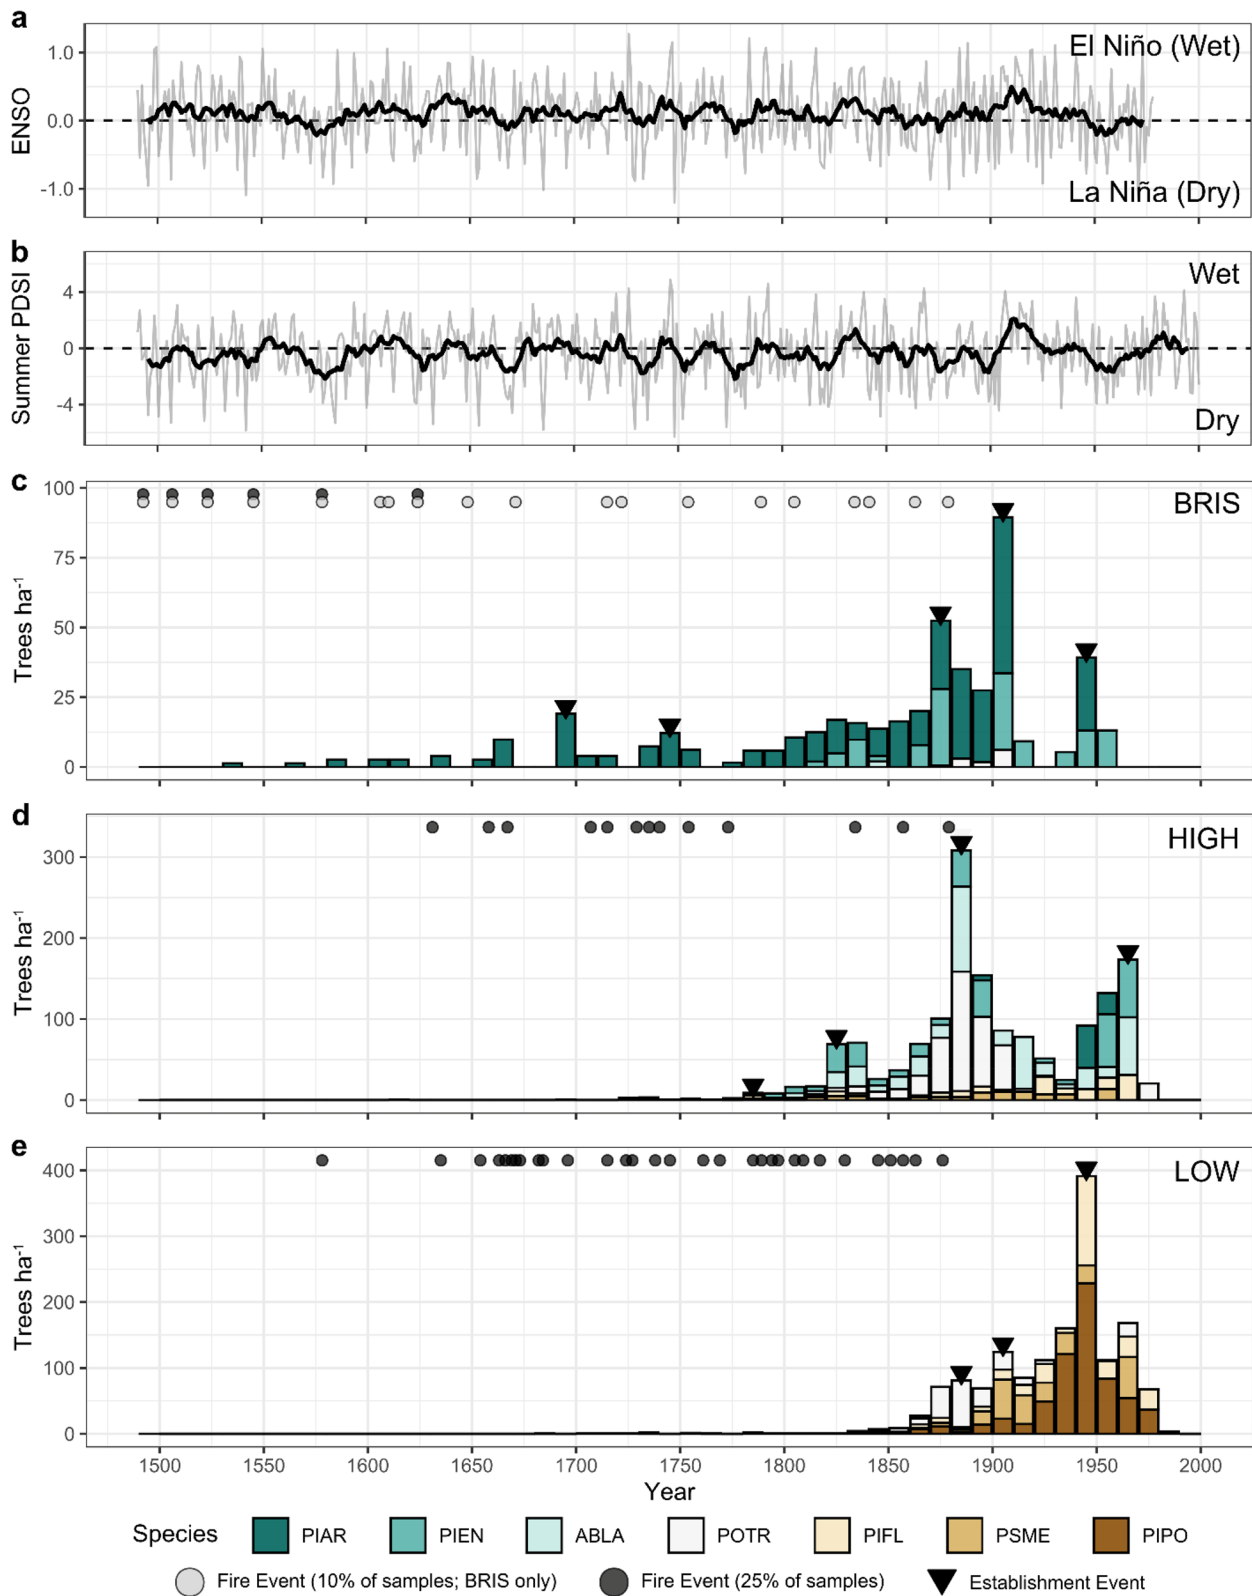 a
ENSO
1.0
0.0
-1.0
El Niño (Wet)
La Niña (Dry)
b
Summer PDSI
4
0
-4
Wet
Dry
c
Trees ha⁻¹
100
75
50
25
0
BRIS
d
Trees ha⁻¹
300
200
100
0
HIGH
e
Trees ha⁻¹
400
300
200
100
0
LOW
1500 1550 1600 1650 1700 1750 1800 1850 1900 1950 2000
Year
Species PIAR PIEN ABLA POTR PIFL PSME PIPO
Fire Event (10% of samples; BRIS only) Fire Event (25% of samples) Establishment Event